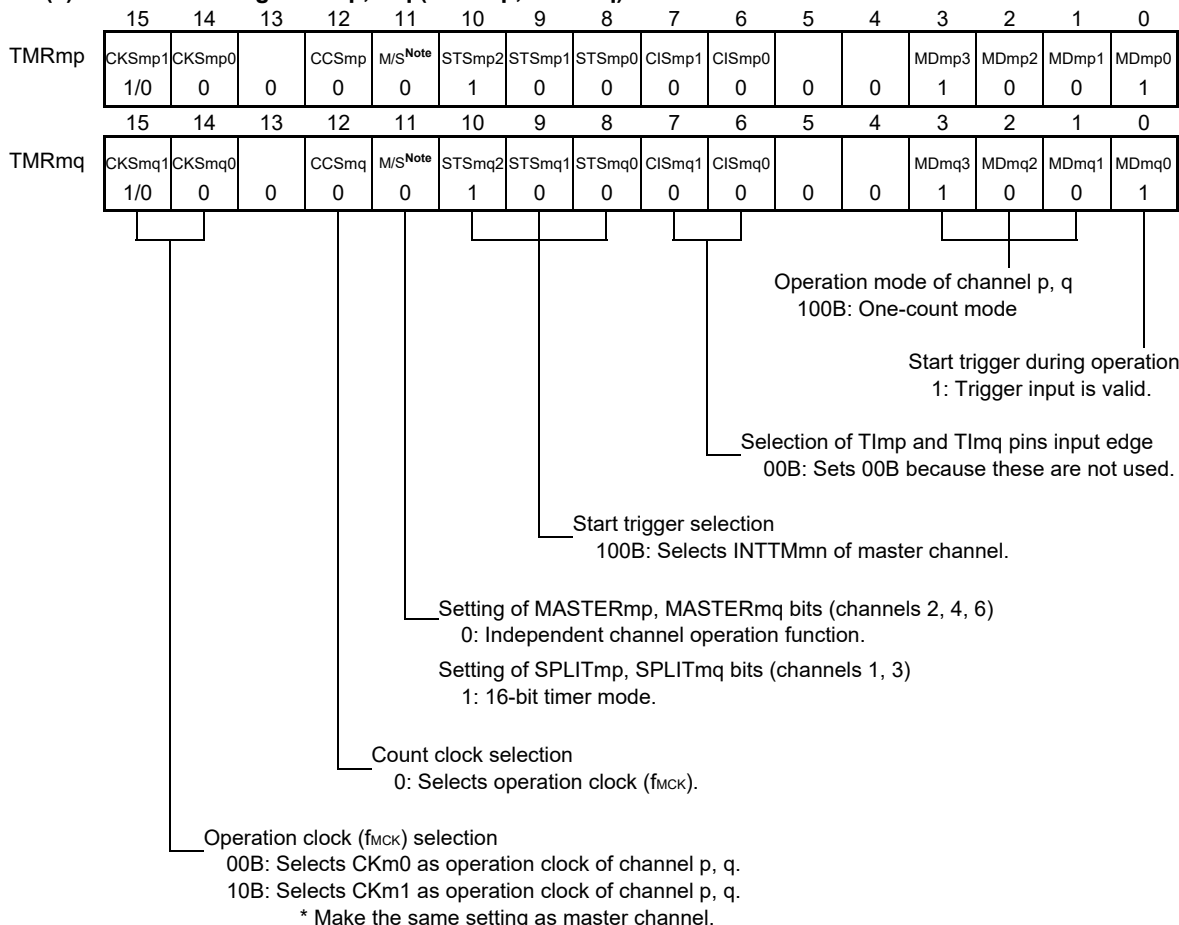 15 14 13 12 11 10 9 8 7 6 5 4 3 2 1 0
TMRmp CKSmp1 CKSmp0 CCSmp M/SNote STSmp2 STSmp1 STSmp0 CISmp1 CISmp0 MDmp3 MDmp2 MDmp1 MDmp0
1/0 0 0 0 0 1 0 0 0 0 0 0 1 0 0 1
15 14 13 12 11 10 9 8 7 6 5 4 3 2 1 0
TMRmq CKSmq1 CKSmq0 CCSmq M/SNote STSmq2 STSmq1 STSmq0 CISmq1 CISmq0 MDmq3 MDmq2 MDmq1 MDmq0
1/0 0 0 0 0 1 0 0 0 0 0 0 1 0 0 1
Operation mode of channel p, q
100B: One-count mode
Start trigger during operation
1: Trigger input is valid.
Selection of TImp and TImq pins input edge
00B: Sets 00B because these are not used.
Start trigger selection
100B: Selects INTTMmn of master channel.
Setting of MASTERmp, MASTERmq bits (channels 2, 4, 6)
0: Independent channel operation function.
Setting of SPLITmp, SPLITmq bits (channels 1, 3)
1: 16-bit timer mode.
Count clock selection
0: Selects operation clock (fMCK).
Operation clock (fMCK) selection
00B: Selects CKm0 as operation clock of channel p, q.
10B: Selects CKm1 as operation clock of channel p, q.
* Make the same setting as master channel.